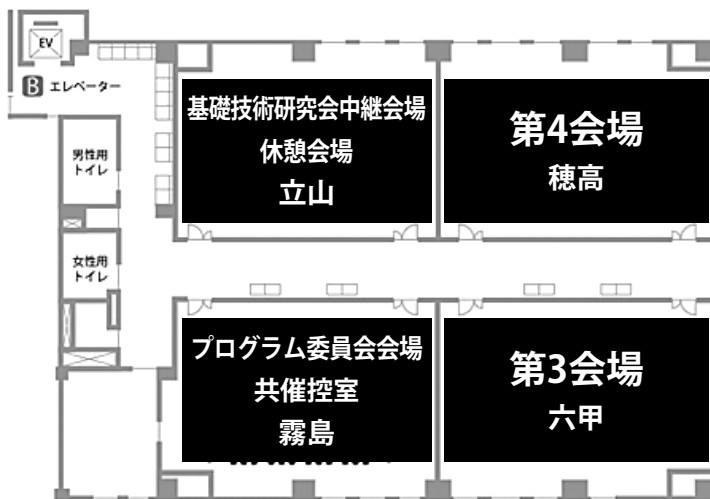 EV
B エレベーター
男性用
トイレ
女性用
トイレ
基礎技術研究会中継会場
休憩会場
立山
第4会場
穂高
プログラム委員会会場
共催控室
霧島
第3会場
六甲